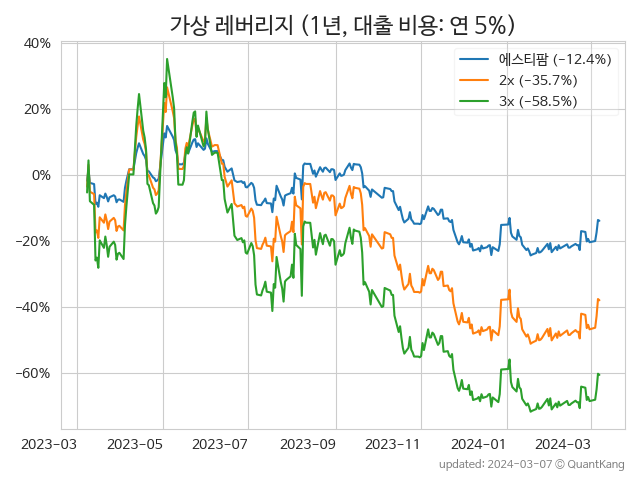 가상 레버리지 (1년, 대출 비용: 연 5%)
에스티팜 (−12.4%)
2x (−35.7%)
3x (−58.5%)
40%
20%
0%
−20%
−40%
−60%
2023-03 2023-05 2023-07 2023-09 2023-11 2024-01 2024-03
updated: 2024-03-07 ⓒ QuantKang